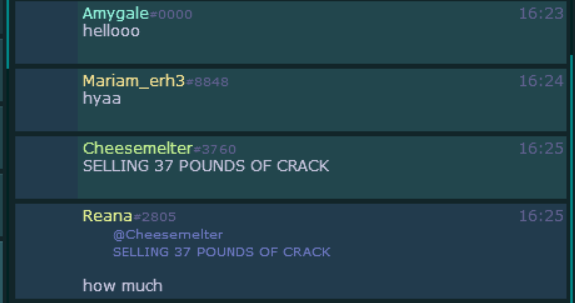 Amygale#0000 16:23
hellooo
Mariam_erh3#8848 16:24
hyaa
Cheesemelter#3760 16:25
SELLING 37 POUNDS OF CRACK
Reana#2805 16:25
@Cheesemelter
SELLING 37 POUNDS OF CRACK
how much